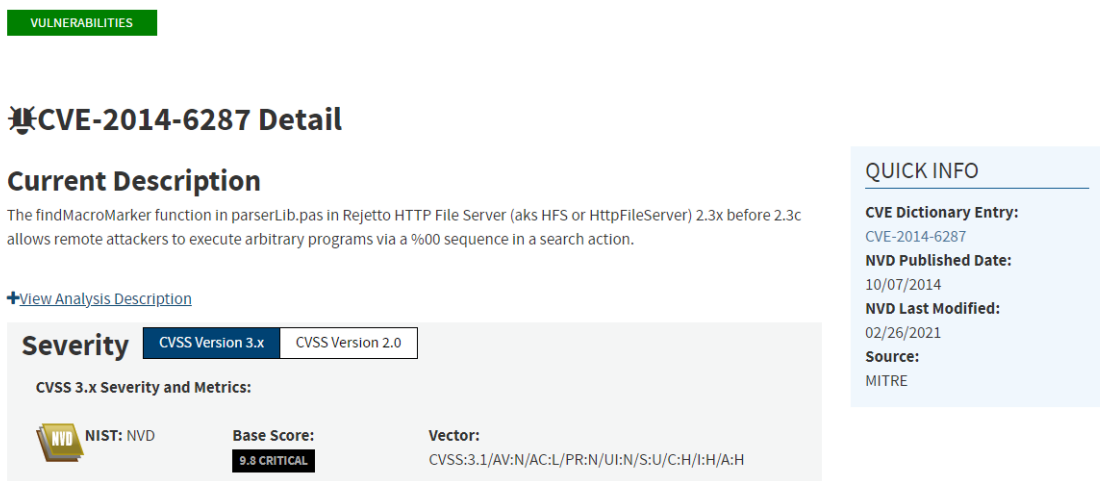 VULNERABILITIES
CVE-2014-6287 Detail
Current Description
The findMacroMarker function in parserLib.pas in Rejetto HTTP File Server (aks HFS or HttpFileServer) 2.3x before 2.3c
allows remote attackers to execute arbitrary programs via a %00 sequence in a search action.
View Analysis Description
Severity
CVSS Version 3.x
CVSS Version 2.0
CVSS 3.x Severity and Metrics:
NVD
NIST: NVD
Base Score:
9.8 CRITICAL
Vector:
CVSS:3.1/AV:N/AC:L/PR:N/UI:N/S:U/C:H/I:H/A:H
QUICK INFO
CVE Dictionary Entry:
CVE-2014-6287
NVD Published Date:
10/07/2014
NVD Last Modified:
02/26/2021
Source:
MITRE